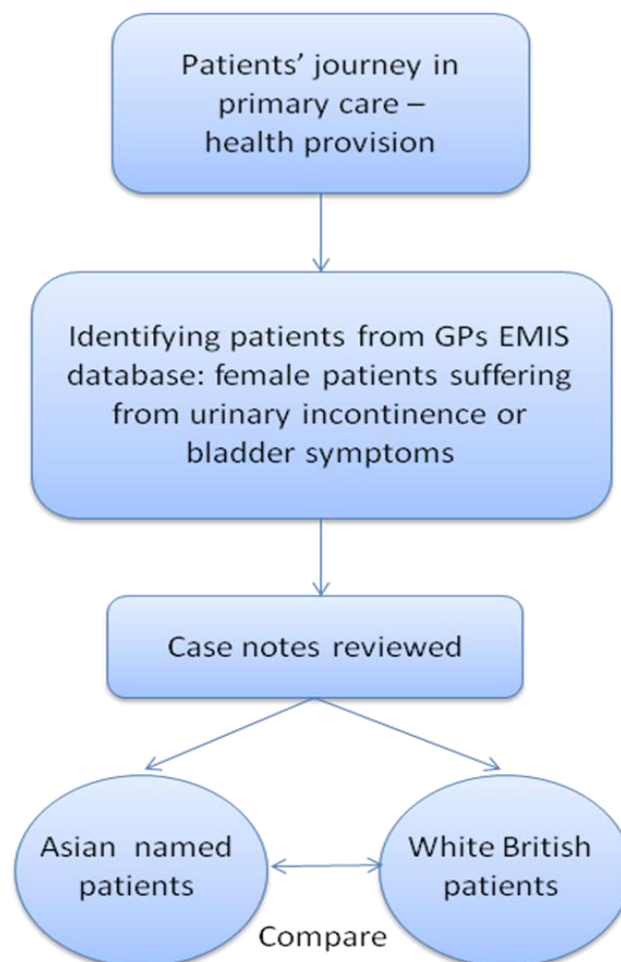 Patients’ journey in
primary care –
health provision
Identifying patients from GPs EMIS
database: female patients suffering
from urinary incontinence or
bladder symptoms
Case notes reviewed
Asian named
patients
White British
patients
Compare